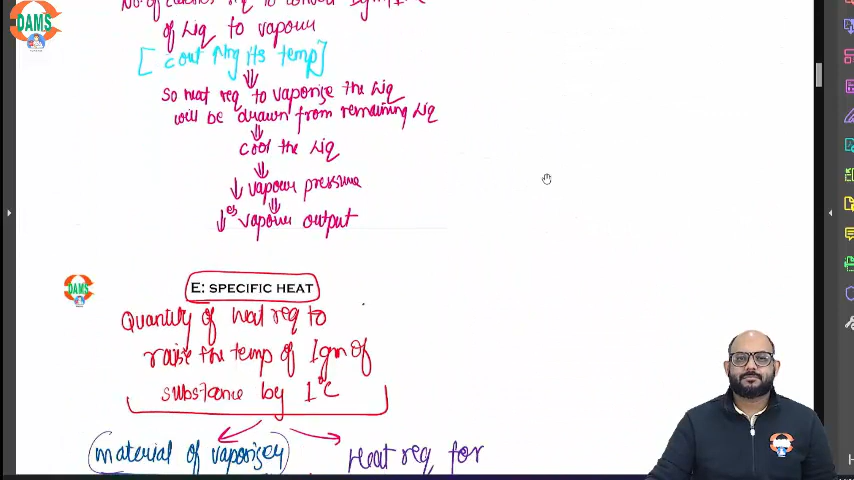 DAMS
of Liq to vapour
[ cout Nng its temp]
so heat req to vaporise the Liq
will be drawn from remaining Liq
cool the Liq
↓ vapour pressure
↓es vapour output
DAMS
E: SPECIFIC HEAT
Quantity of heat req to
raise the temp of 1gm of
substance by 1°C
material of vaporiser
Heat req for